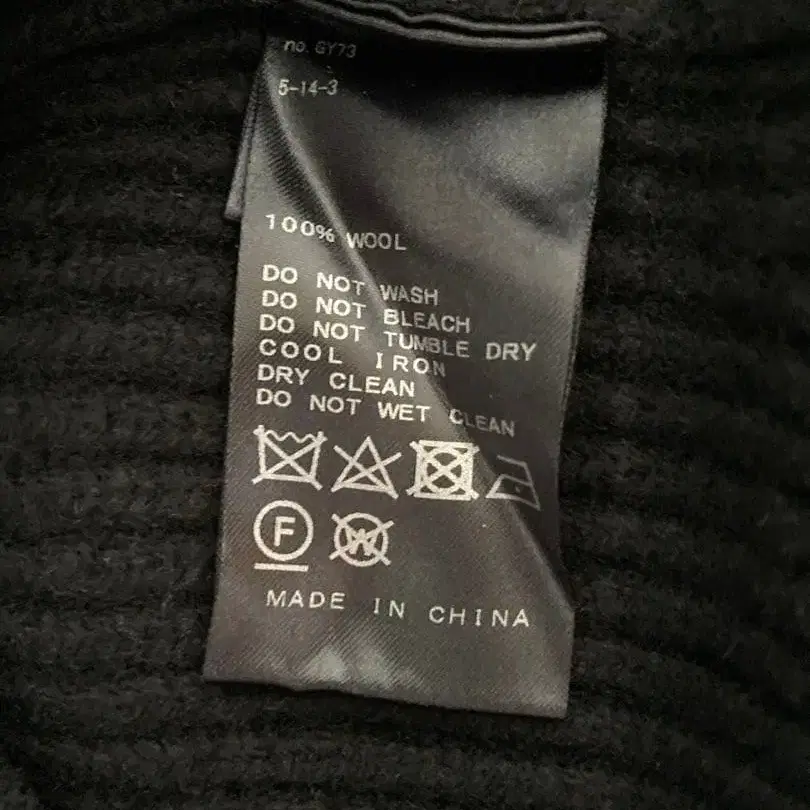 no. GY73
5-14-3
100% WOOL
DO NOT WASH
DO NOT BLEACH
DO NOT TUMBLE DRY
COOL IRON
DRY CLEAN
DO NOT WET CLEAN
F W
MADE IN CHINA